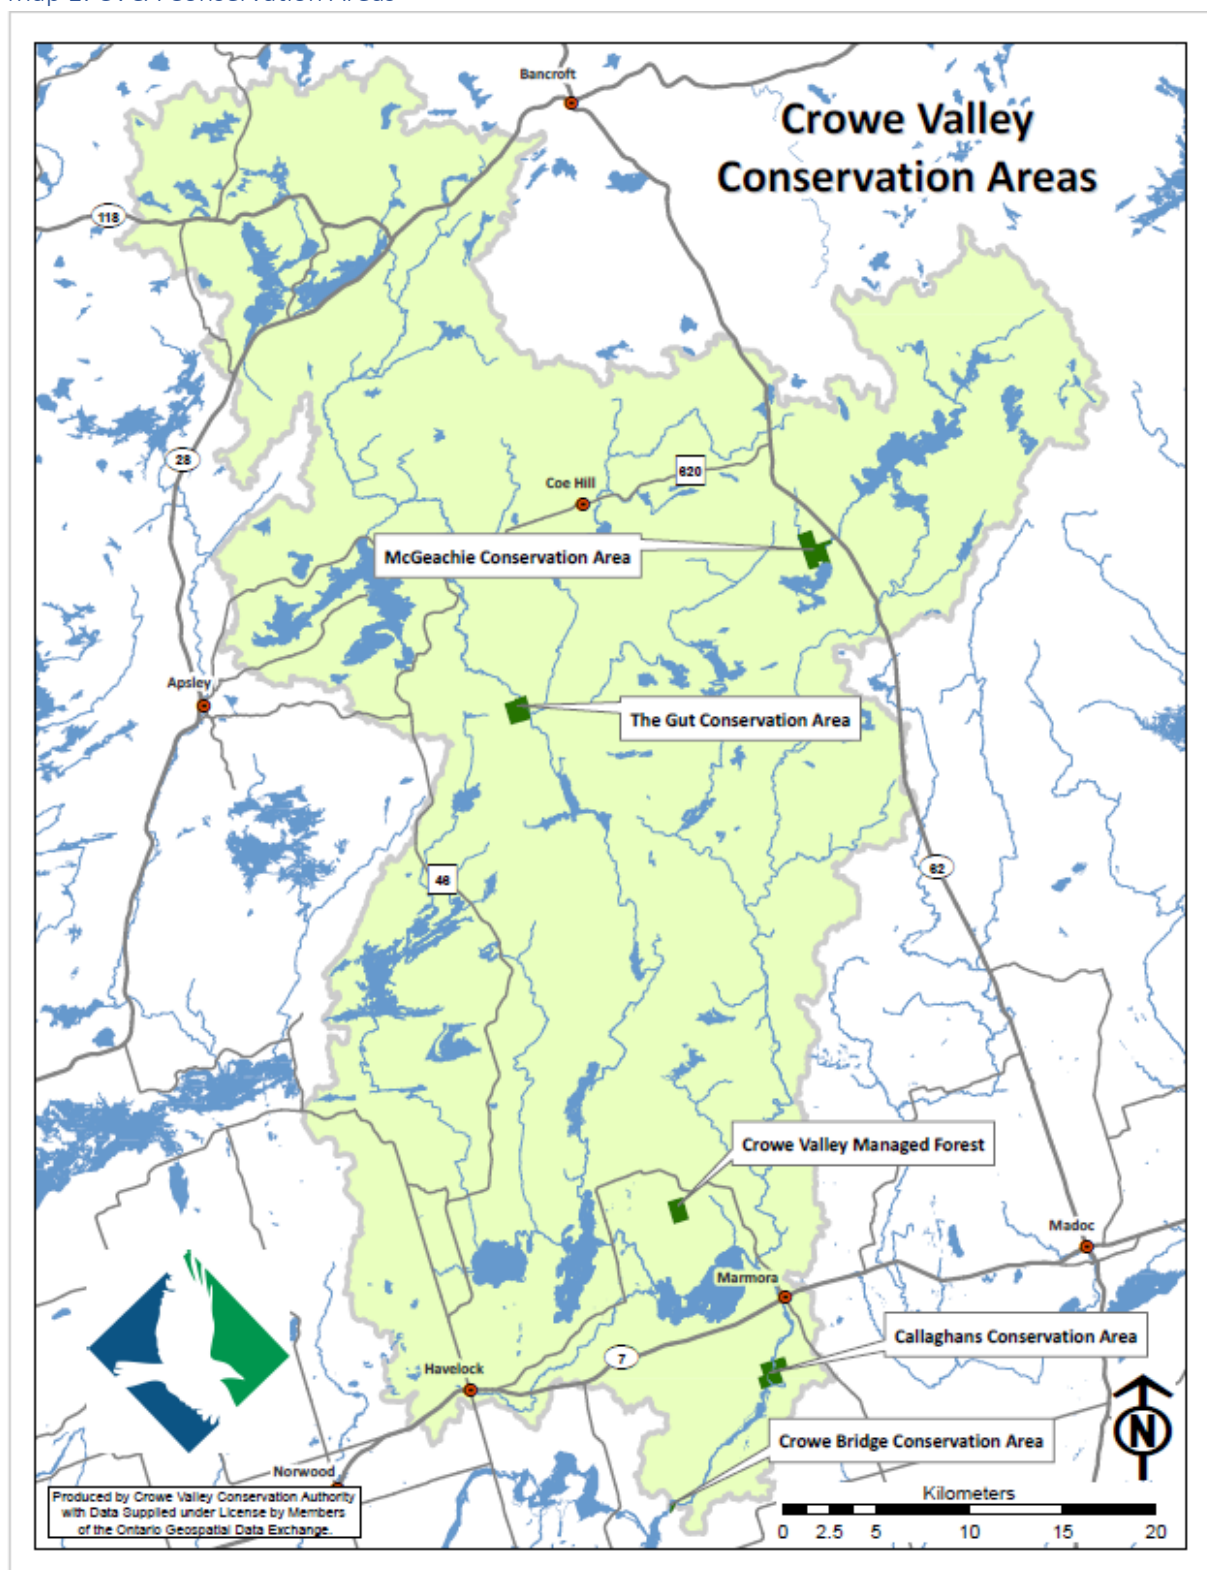 Bancroft
Crowe Valley
Conservation Areas
118
28
620
Coe Hill
McGeachie Conservation Area
Apsley
The Gut Conservation Area
46
62
Crowe Valley Managed Forest
Madoc
Marmora
Callaghans Conservation Area
7
Havelock
N
Crowe Bridge Conservation Area
Norwood
Produced by Crowe Valley Conservation Authority
with Data Supplied under License by Members
of the Ontario Geospatial Data Exchange.
Kilometers
0 2.5 5 10 15 20